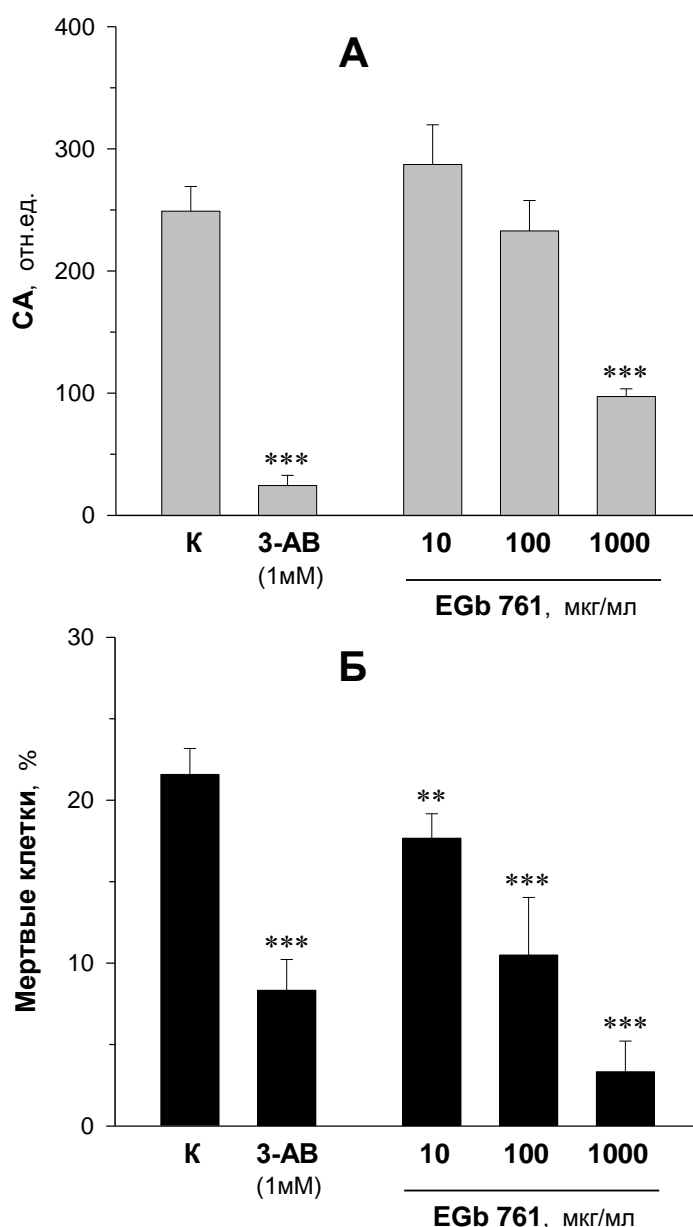 А
СА, отн.ед.
400
300
200
100
0
***
***
К 3-АВ 10 100 1000
(1мМ)
EGb 761, мкг/мл
Б
Мертвые клетки, %
30
20
10
0
***
**
***
***
К 3-АВ 10 100 1000
(1мМ)
EGb 761, мкг/мл